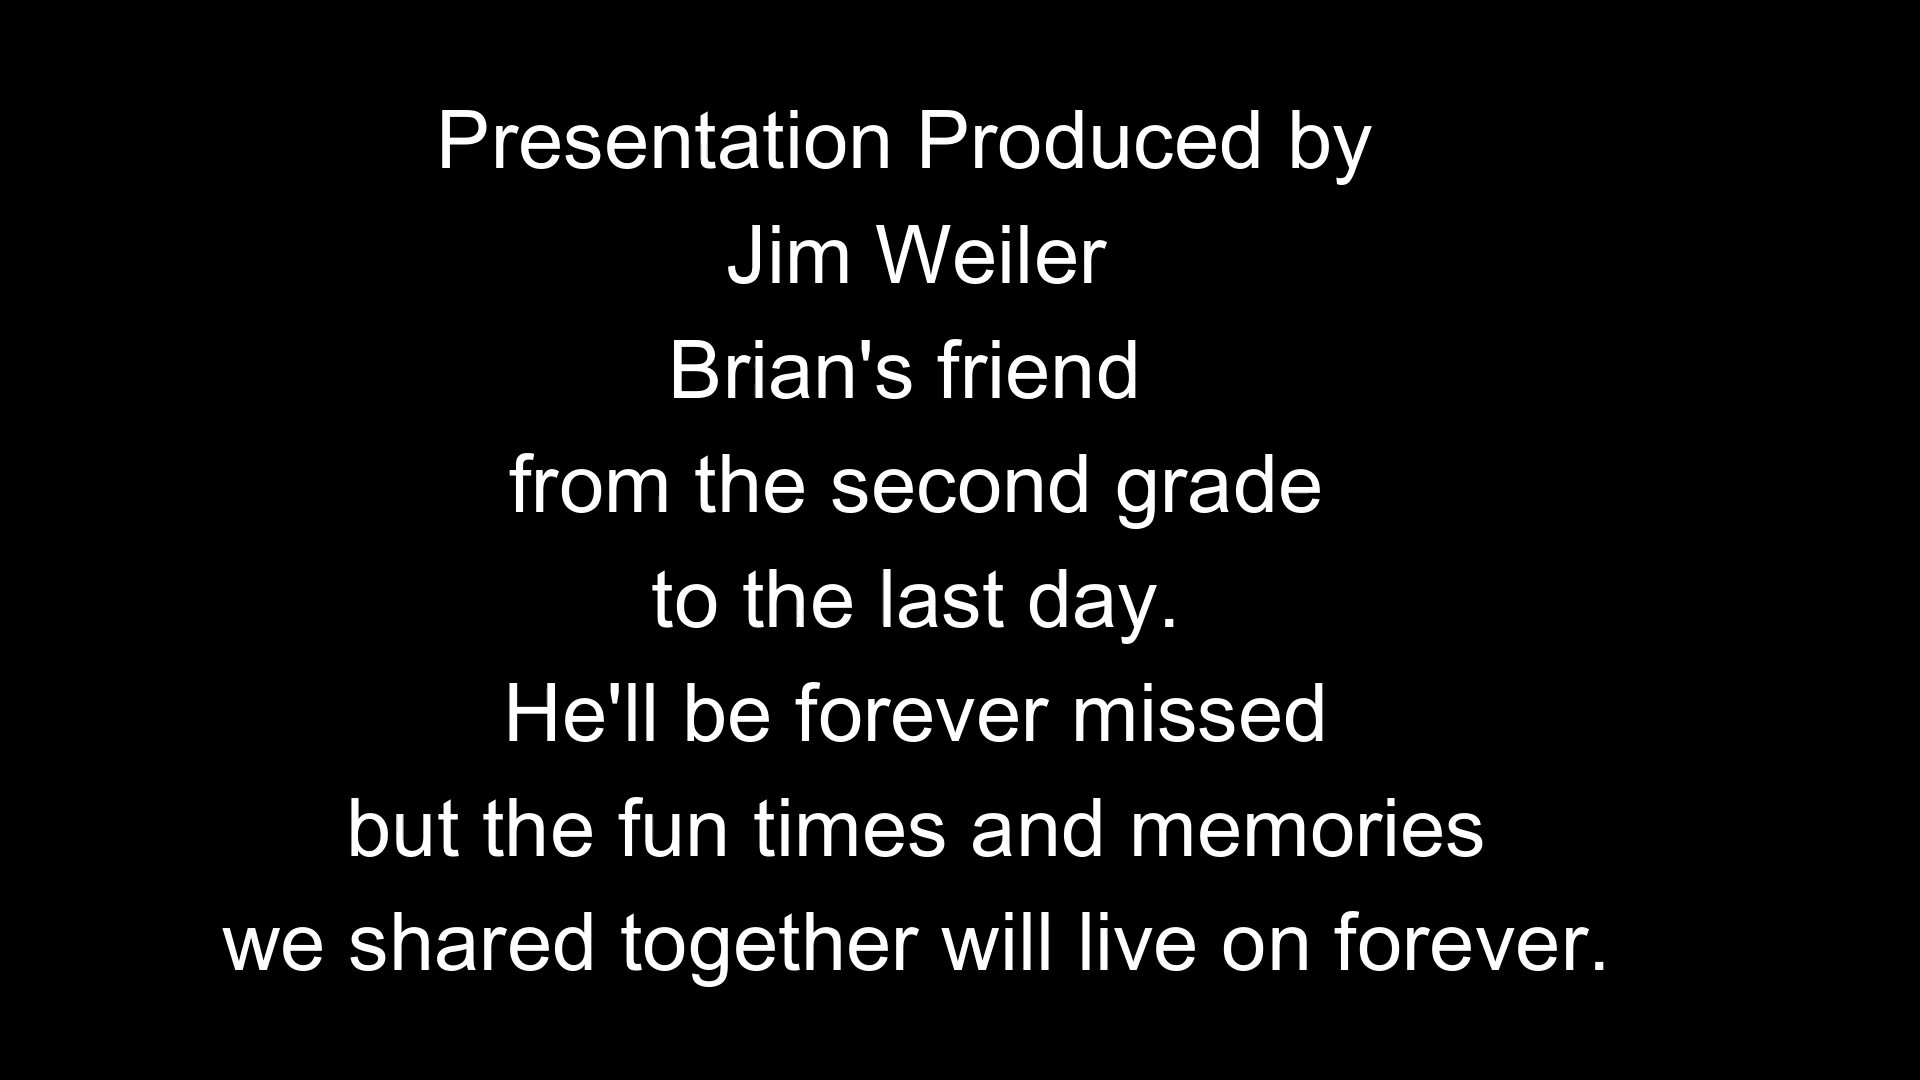 Presentation Produced by
Jim Weiler
Brian's friend
from the second grade
to the last day.
He'll be forever missed
but the fun times and memories
we shared together will live on forever.